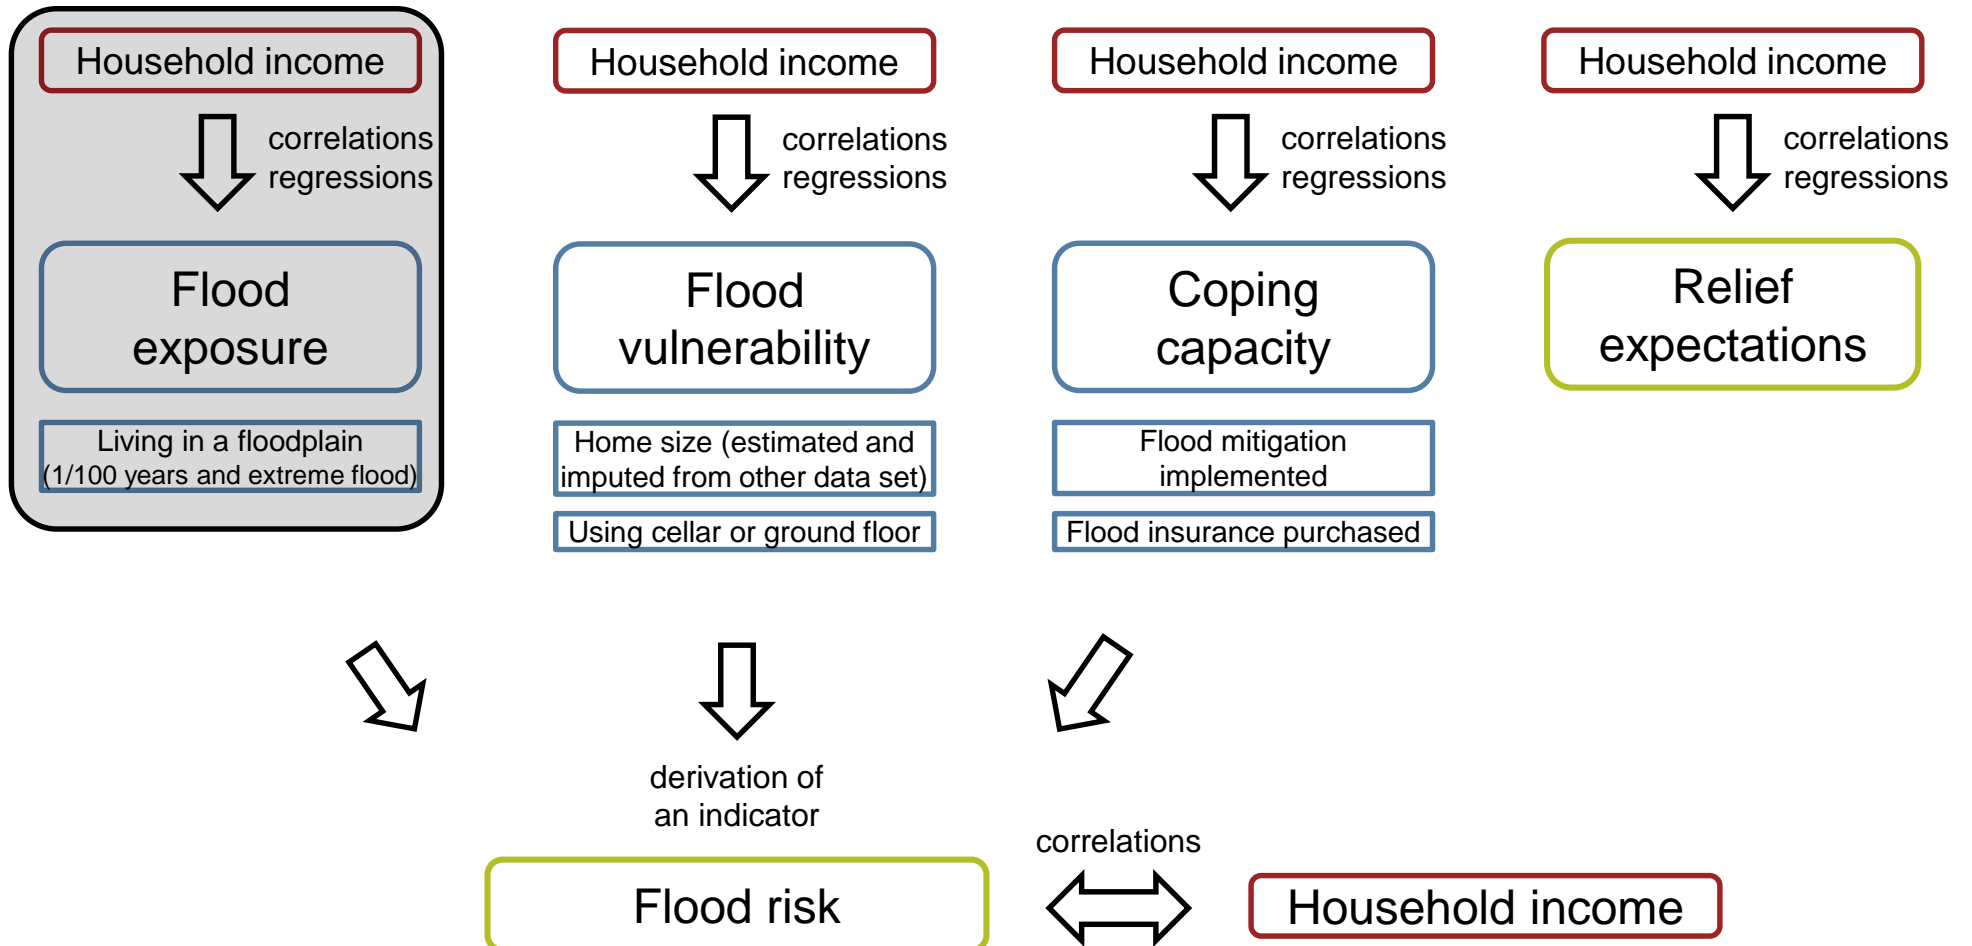 Household income
correlations
regressions
Flood
exposure
Living in a floodplain
(1/100 years and extreme flood)
Household income
correlations
regressions
Flood
vulnerability
Home size (estimated and
imputed from other data set)
Using cellar or ground floor
Household income
correlations
regressions
Coping
capacity
Flood mitigation
implemented
Flood insurance purchased
Household income
correlations
regressions
Relief
expectations
derivation of
an indicator
Flood risk
correlations
Household income